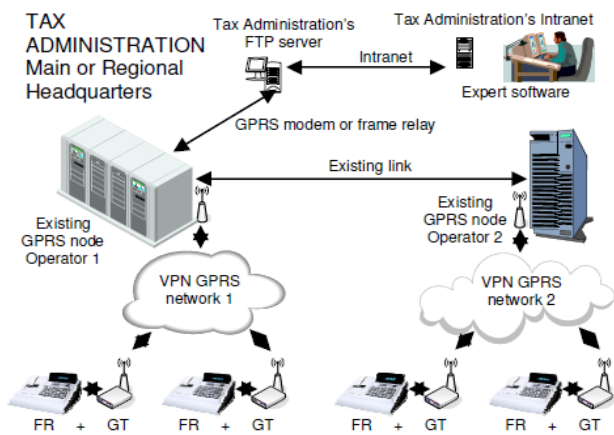 TAX
ADMINISTRATION
Main or Regional
Headquarters
Tax Administration's
FTP server
Tax Administration's Intranet
Intranet
Expert software
GPRS modem or frame relay
Existing link
Existing
GPRS node
Operator 1
Existing
GPRS node
Operator 2
VPN GPRS
network 1
VPN GPRS
network 2
FR + GT FR + GT FR + GT FR + GT